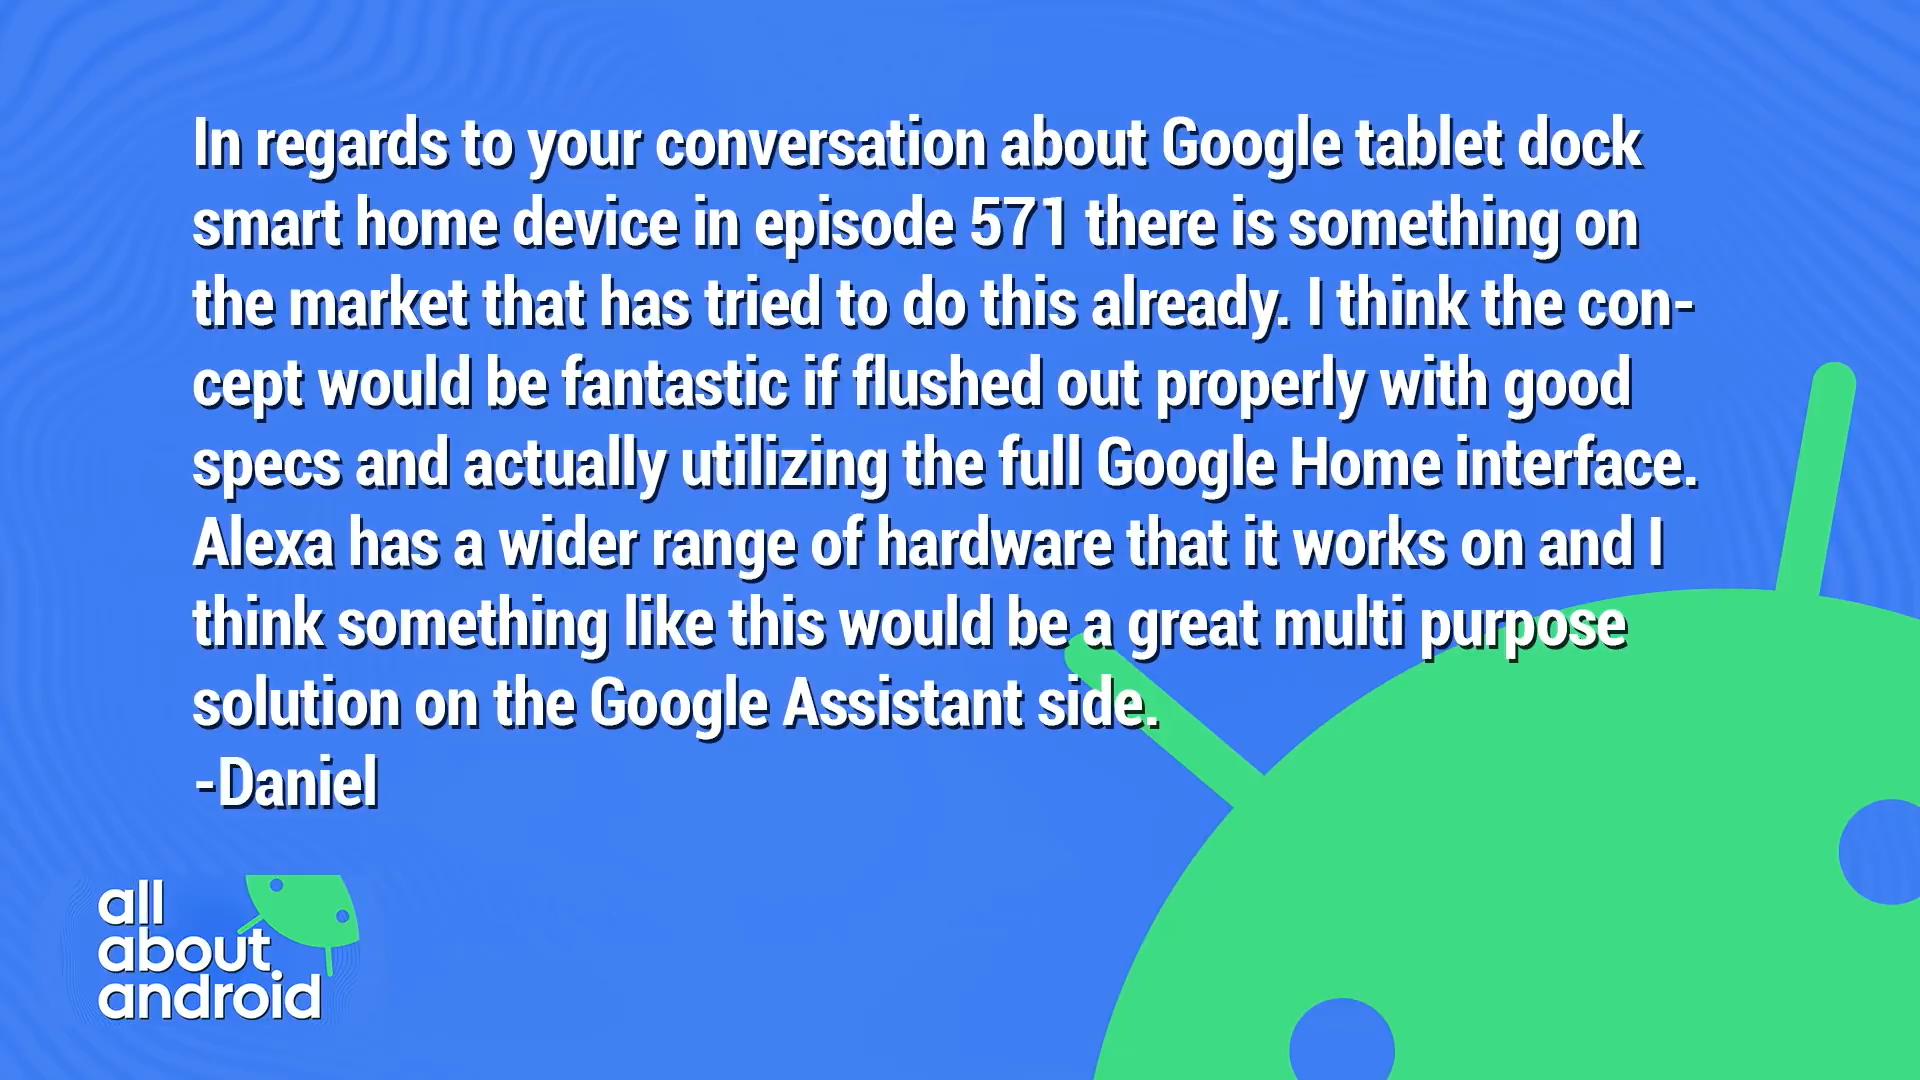 In regards to your conversation about Google tablet dock
smart home device in episode 571 there is something on
the market that has tried to do this already. I think the con-
cept would be fantastic if flushed out properly with good
specs and actually utilizing the full Google Home interface.
Alexa has a wider range of hardware that it works on and I
think something like this would be a great multi purpose
solution on the Google Assistant side.
-Daniel
all
about
android